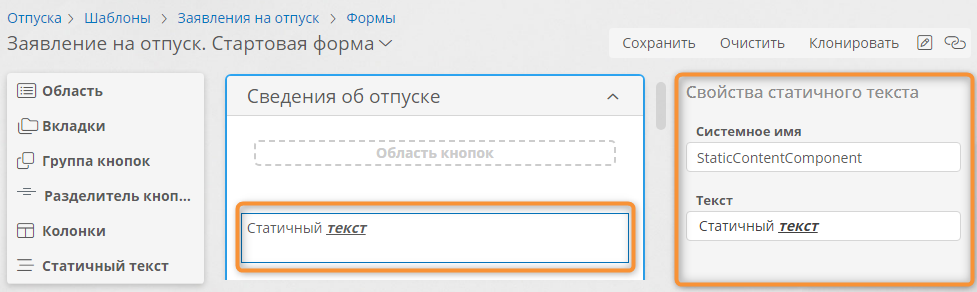 Отпуска > Шаблоны > Заявления на отпуск > Формы
Заявление на отпуск. Стартовая форма
Сохранить Очистить Клонировать
Область
Вкладки
Группа кнопок
Разделитель кноп...
Колонки
Статичный текст
Сведения об отпуске
Область кнопок
Статичный текст
Свойства статичного текста
Системное имя
StaticContentComponent
Текст
Статичный текст